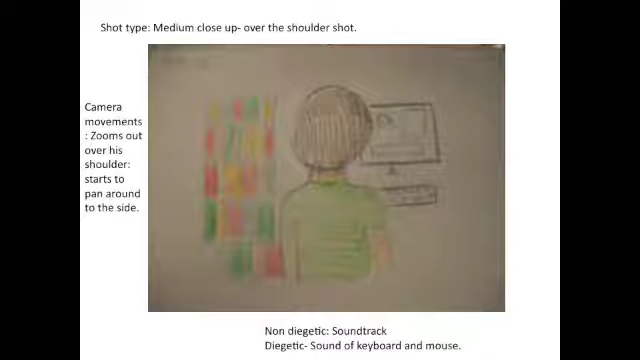 Shot type: Medium close up- over the shoulder shot.
Camera
movements
: Zooms out
over his
shoulder:
starts to
pan around
to the side.
Non diegetic: Soundtrack
Diegetic- Sound of keyboard and mouse.